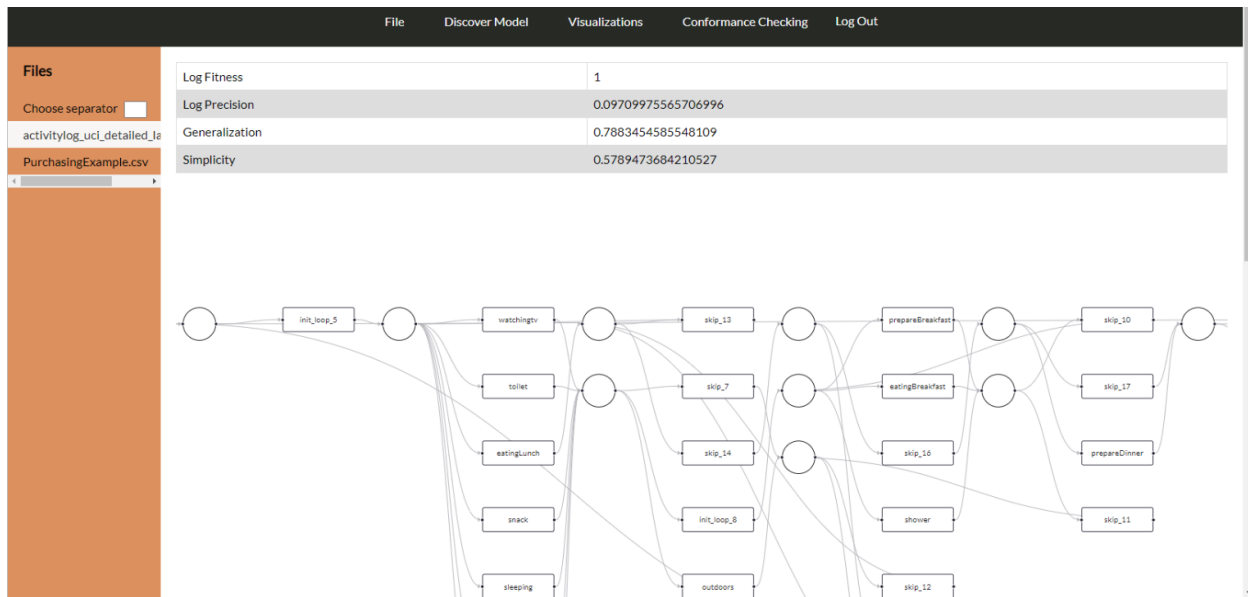 File Discover Model Visualizations Conformance Checking Log Out
Files
Choose separator
activitylog_uci_detailed_la
PurchasingExample.csv
Log Fitness 1
Log Precision 0.09709975565706996
Generalization 0.7883454585548109
Simplicity 0.5789473684210527
init_loop_5 watchingtv skip_13 prepareBreakfast skip_10
toilet skip_7 eatingBreakfast skip_17
eatingLunch skip_14 skip_16 prepareDinner
snack init_loop_8 shower skip_11
sleeping outdoors skip_12